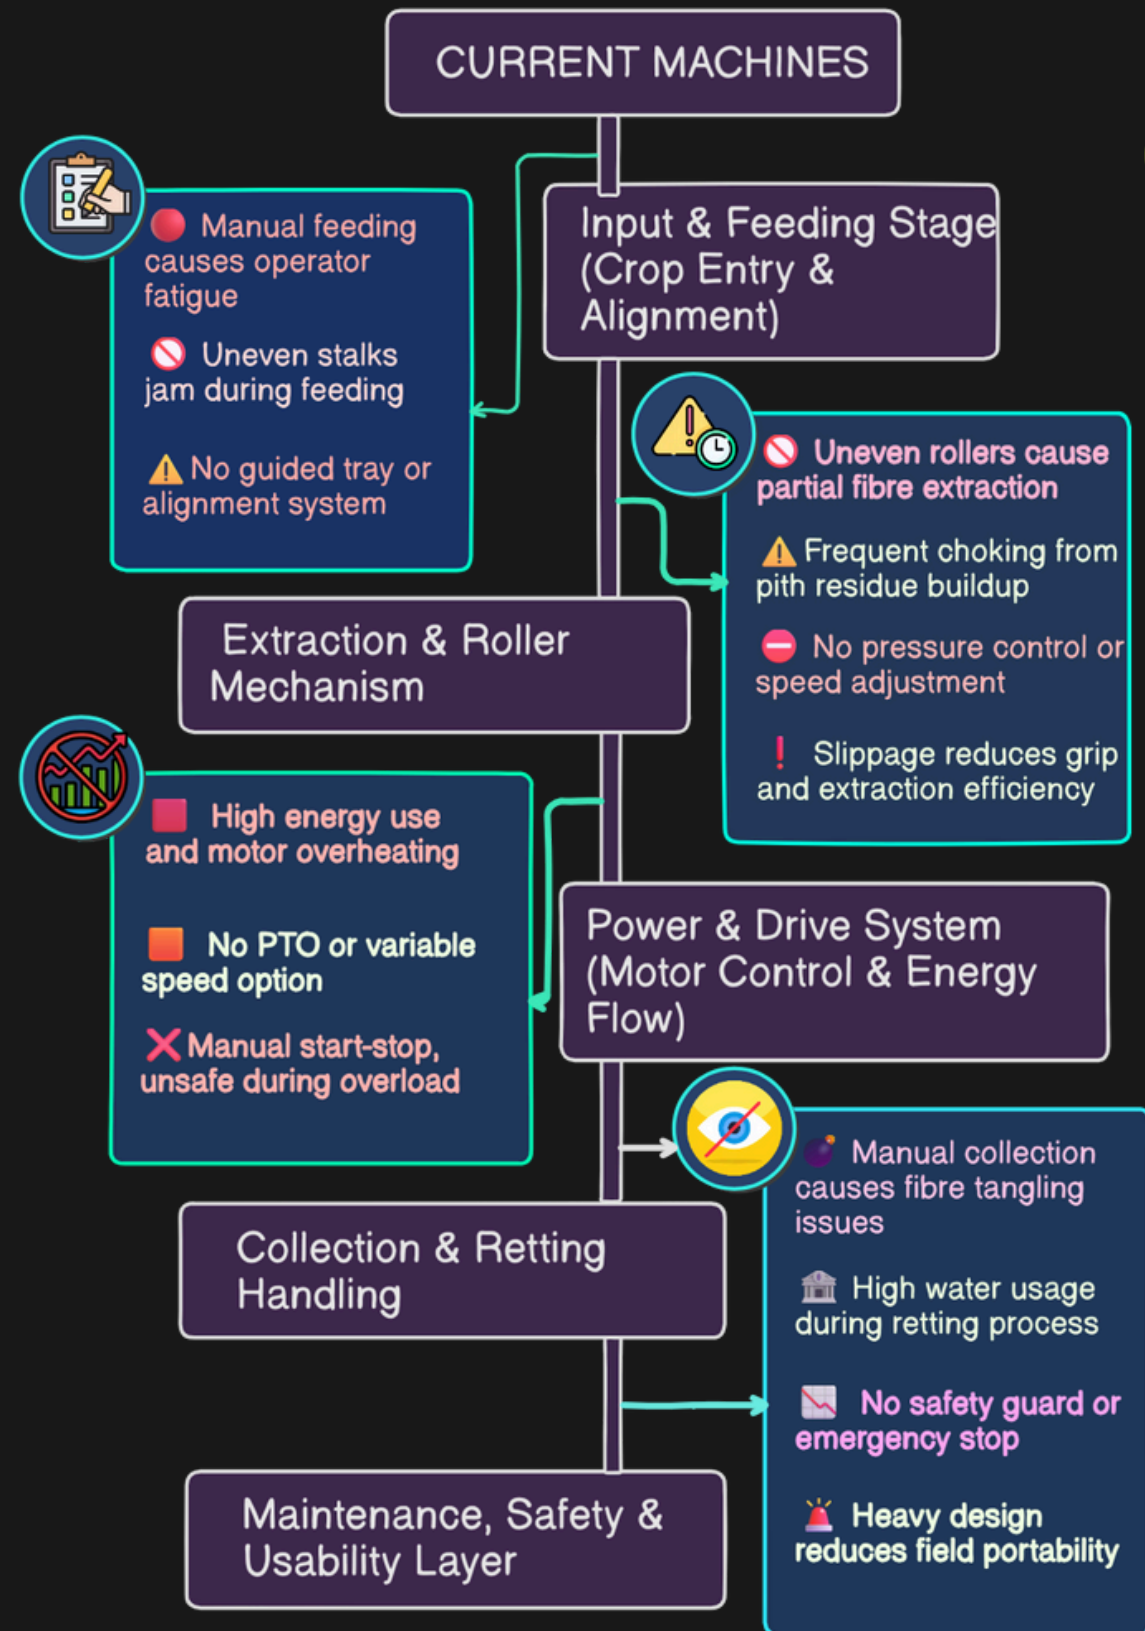 CURRENT MACHINES
Manual feeding
causes operator
fatigue
Uneven stalks
jam during feeding
No guided tray or
alignment system
Input & Feeding Stage
(Crop Entry &
Alignment)
Uneven rollers cause
partial fibre extraction
Frequent choking from
pith residue buildup
No pressure control or
speed adjustment
Slippage reduces grip
and extraction efficiency
Extraction & Roller
Mechanism
High energy use
and motor overheating
No PTO or variable
speed option
Manual start-stop,
unsafe during overload
Power & Drive System
(Motor Control & Energy
Flow)
Manual collection
causes fibre tangling
issues
High water usage
during retting process
No safety guard or
emergency stop
Heavy design
reduces field portability
Collection & Retting
Handling
Maintenance, Safety &
Usability Layer